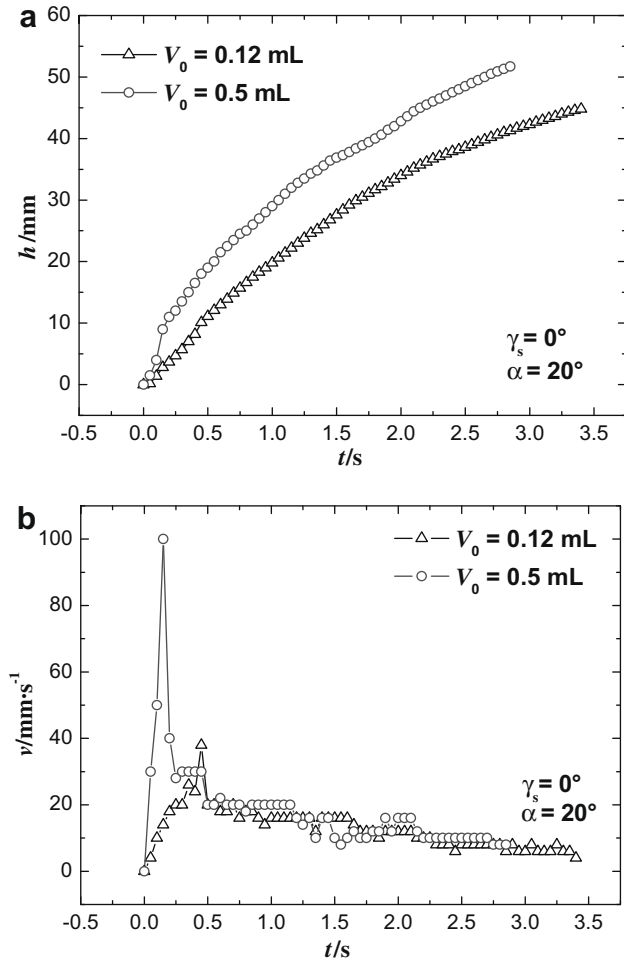 a
60
50
40
30
20
10
0
h/mm
V₀ = 0.12 mL
V₀ = 0.5 mL
γₛ = 0°
α = 20°
-0.5 0.0 0.5 1.0 1.5 2.0 2.5 3.0 3.5
t/s
b
100
80
60
40
20
0
v/mm·s⁻¹
V₀ = 0.12 mL
V₀ = 0.5 mL
γₛ = 0°
α = 20°
-0.5 0.0 0.5 1.0 1.5 2.0 2.5 3.0 3.5
t/s